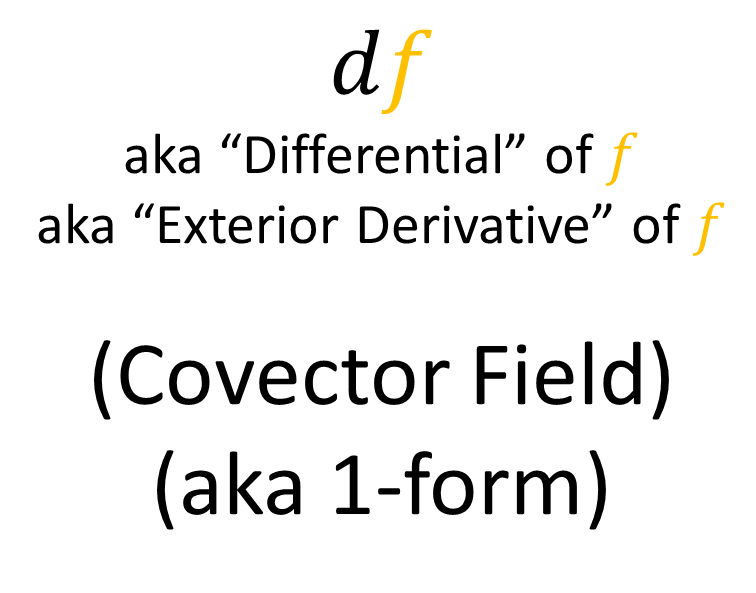 df
aka “Differential” of f
aka “Exterior Derivative” of f
(Covector Field)
(aka 1-form)